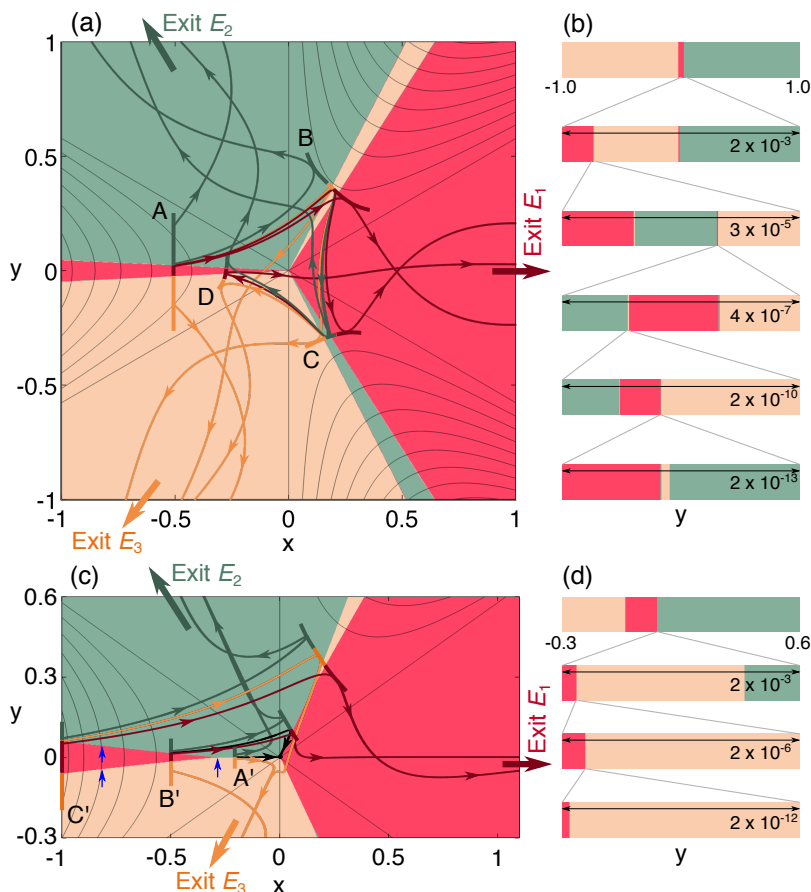 (a)
Exit E2
(b)
1
0.5
0
-0.5
-1
y
A
B
C
D
Exit E1
-1
-0.5
0
0.5
1
x
Exit E3
-1.0
1.0
2 x 10-3
3 x 10-5
4 x 10-7
2 x 10-10
2 x 10-13
y
(c)
Exit E2
(d)
0.6
0.3
0
-0.3
y
A'
B'
C'
Exit E1
-1
-0.5
0
0.5
1
x
Exit E3
-0.3
0.6
2 x 10-3
2 x 10-6
2 x 10-12
y